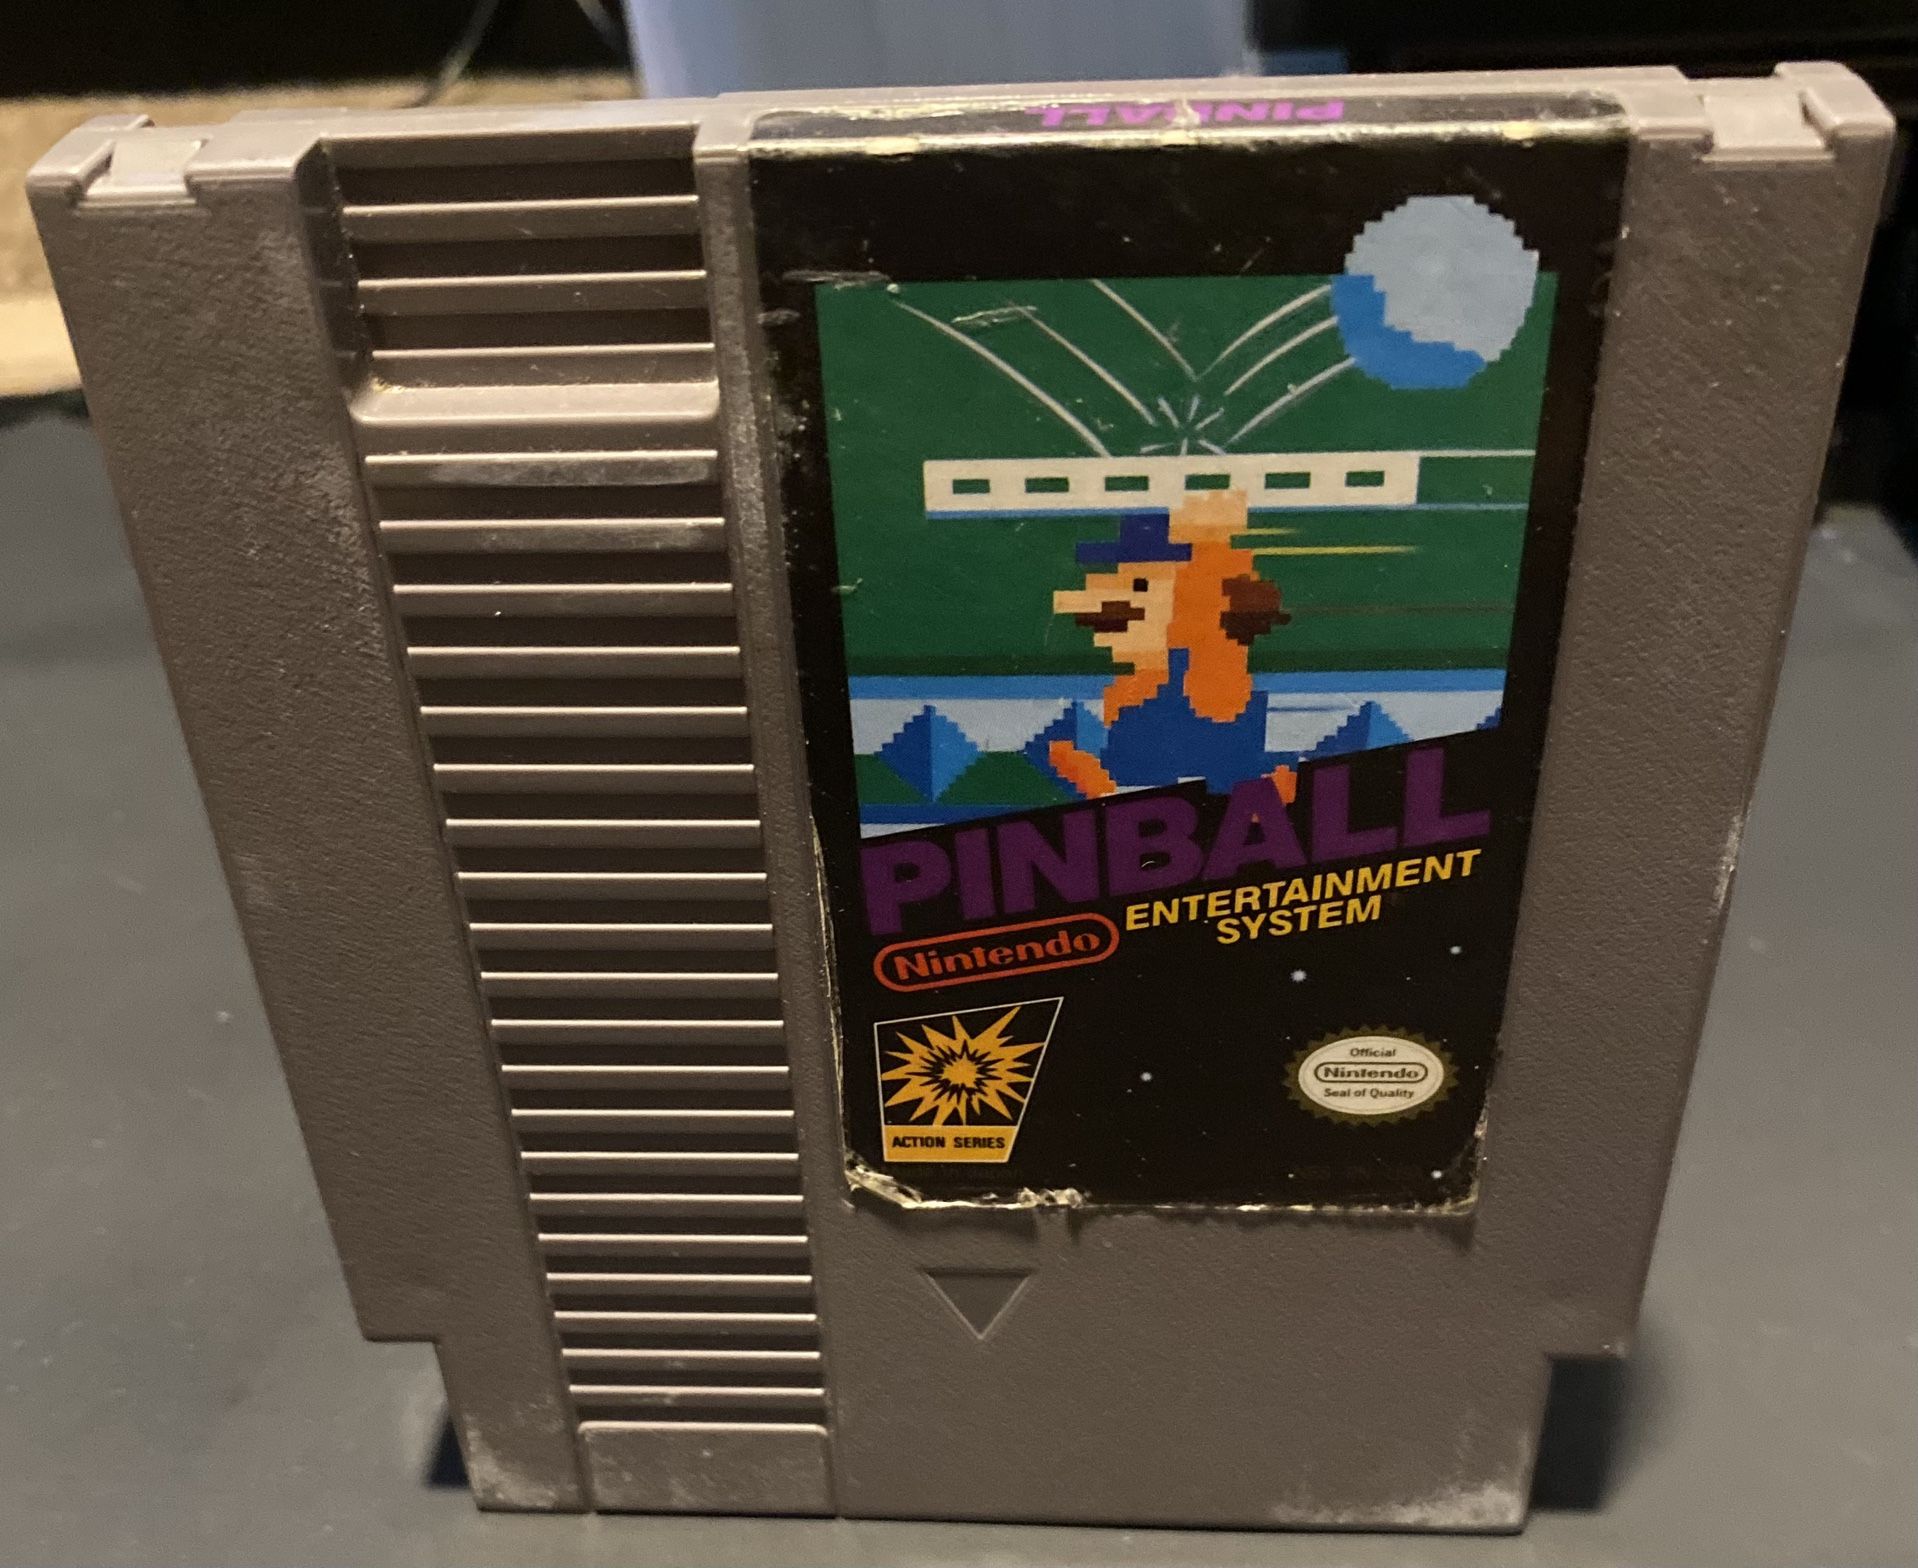 PINBALL
PINBALL
Nintendo ENTERTAINMENT
SYSTEM
ACTION SERIES
Official
Nintendo
Seal of Quality